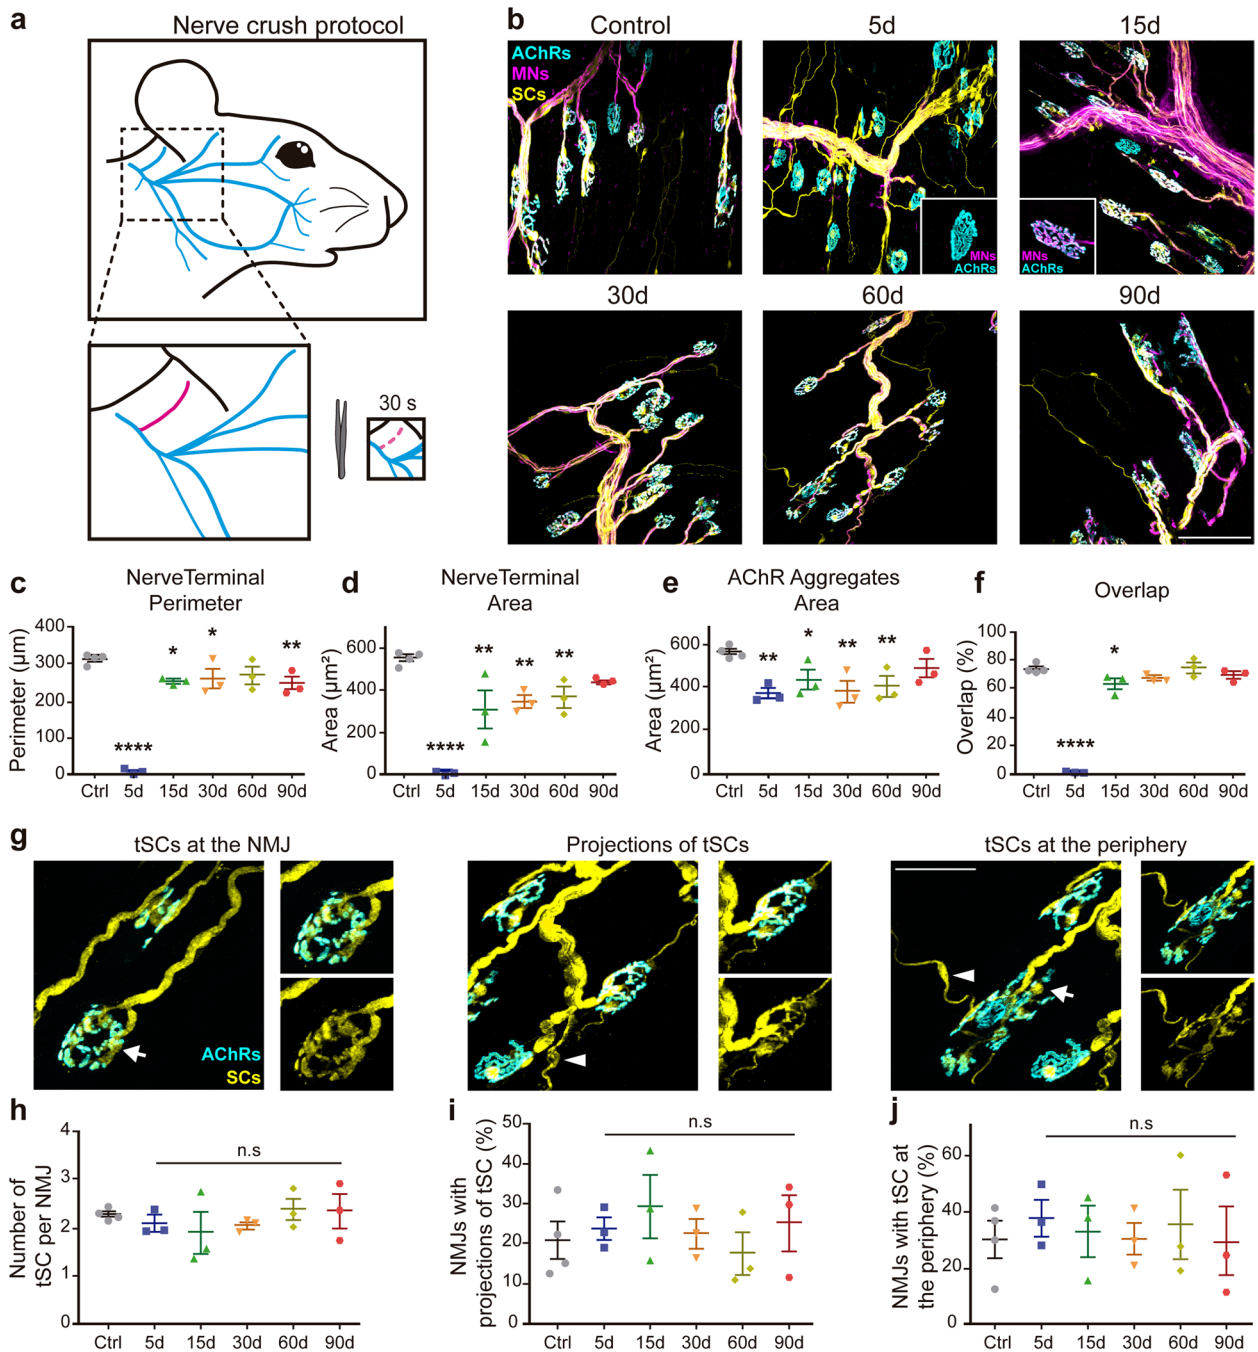 a
Nerve crush protocol
30 s
b
Control
5d
15d
AChRs
MNs
SCs
MNs
AChRs
MNs
AChRs
30d
60d
90d
c
NerveTerminal
Perimeter
Perimeter (µm)
400
300
200
100
0
*
*
**
****
Ctrl 5d 15d 30d 60d 90d
d
NerveTerminal
Area
Area (µm²)
600
400
200
0
**
**
**
****
Ctrl 5d 15d 30d 60d 90d
e
AChR Aggregates
Area
Area (µm²)
600
400
200
0
**
*
**
**
Ctrl 5d 15d 30d 60d 90d
f
Overlap
Overlap (%)
100
80
60
40
20
0
*
****
Ctrl 5d 15d 30d 60d 90d
g
tSCs at the NMJ
AChRs
SCs
Projections of tSCs
tSCs at the periphery
h
Number of
tSC per NMJ
4
3
2
1
0
n.s
Ctrl 5d 15d 30d 60d 90d
i
NMJs with
projections of tSC (%)
50
40
30
20
10
0
n.s
Ctrl 5d 15d 30d 60d 90d
j
NMJs with tSC at
the periphery (%)
60
40
20
0
n.s
Ctrl 5d 15d 30d 60d 90d